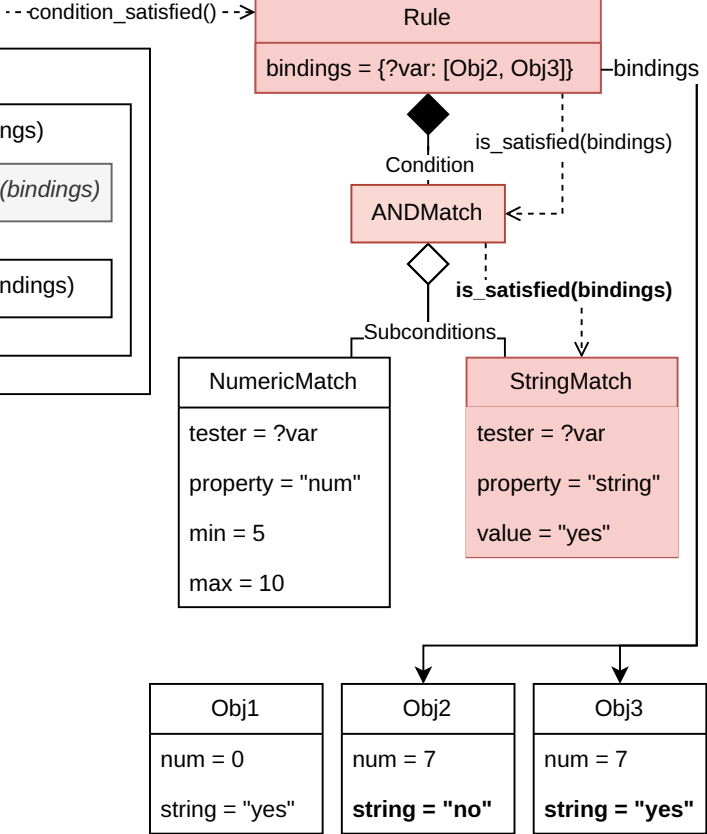 condition_satisfied()
Rule
bindings = {?var: [Obj2, Obj3]}
bindings
ngs)
is_satisfied(bindings)
Condition
(bindings)
ANDMatch
ndings)
is_satisfied(bindings)
Subconditions
NumericMatch
tester = ?var
property = "num"
min = 5
max = 10
StringMatch
tester = ?var
property = "string"
value = "yes"
Obj1
num = 0
string = "yes"
Obj2
num = 7
string = "no"
Obj3
num = 7
string = "yes"